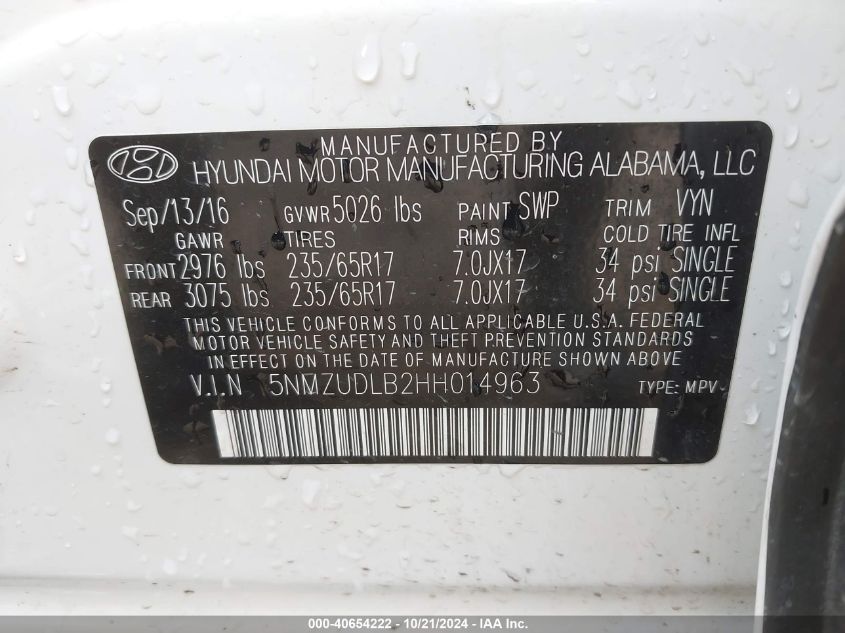 MANUFACTURED BY
HYUNDAI MOTOR MANUFACTURING ALABAMA, LLC
Sep/13/16 GVWR 5026 lbs PAINT SWP TRIM VYN
GAWR TIRES RIMS COLD TIRE INFL
FRONT 2976 lbs 235/65R17 7.0JX17 34 psi SINGLE
REAR 3075 lbs 235/65R17 7.0JX17 34 psi SINGLE
THIS VEHICLE CONFORMS TO ALL APPLICABLE U.S.A. FEDERAL
MOTOR VEHICLE SAFETY AND THEFT PREVENTION STANDARDS
IN EFFECT ON THE DATE OF MANUFACTURE SHOWN ABOVE
V.I.N 5NMZUDLB2HH014963 TYPE: MPV
000-40654222 - 10/21/2024 - IAA Inc.